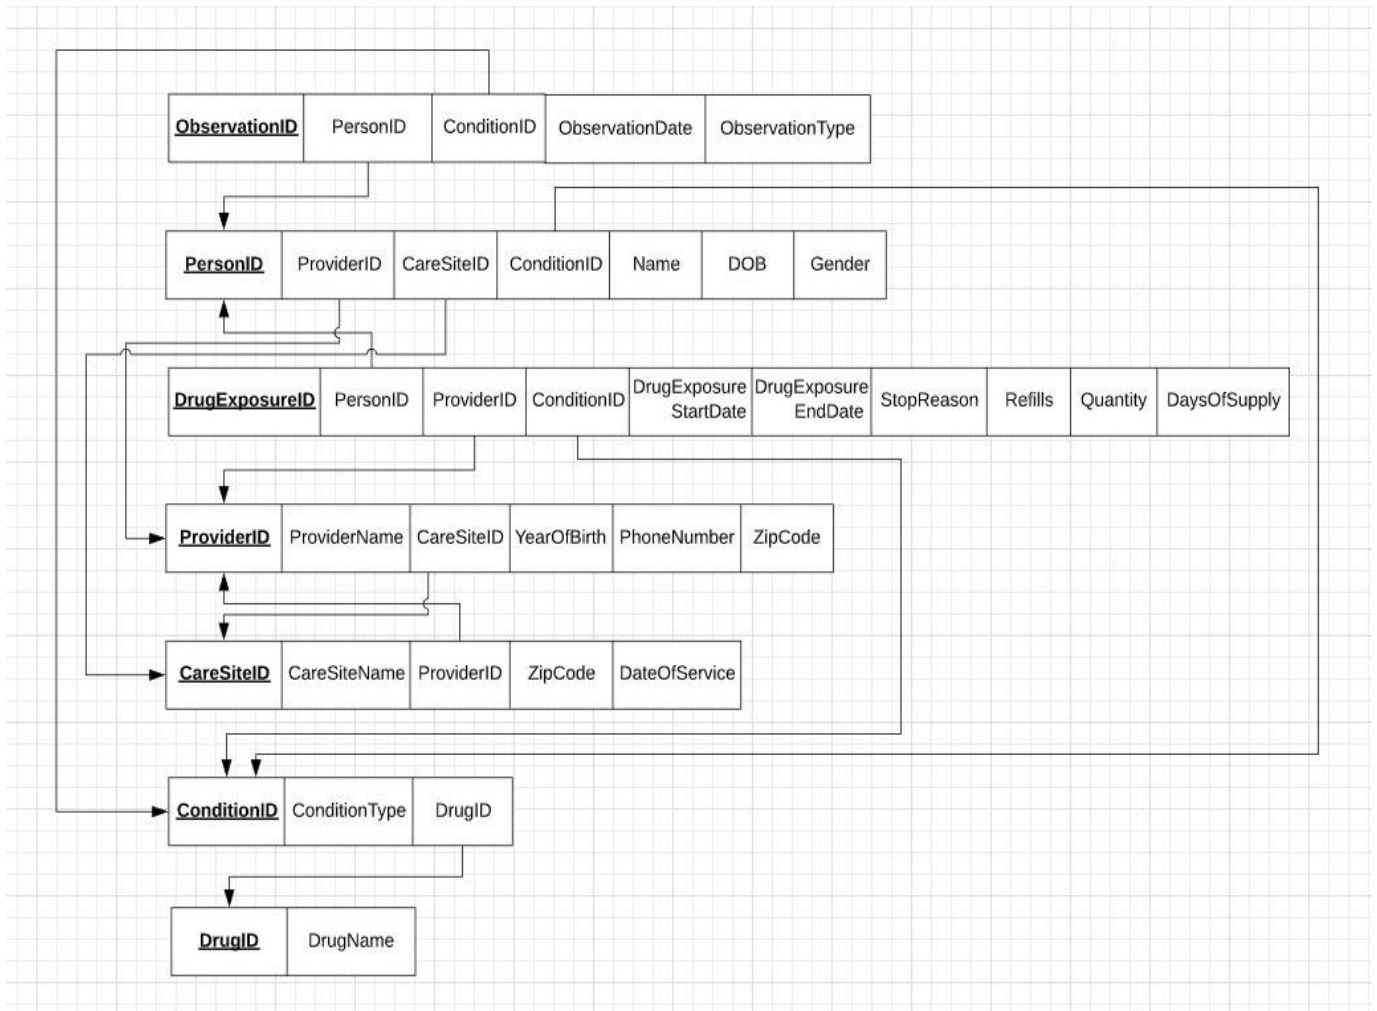 ObservationID PersonID ConditionID ObservationDate ObservationType
PersonID ProviderID CareSiteID ConditionID Name DOB Gender
DrugExposureID PersonID ProviderID ConditionID DrugExposure StartDate DrugExposure EndDate StopReason Refills Quantity DaysOfSupply
ProviderID ProviderName CareSiteID YearOfBirth PhoneNumber ZipCode
CareSiteID CareSiteName ProviderID ZipCode DateOfService
ConditionID ConditionType DrugID
DrugID DrugName